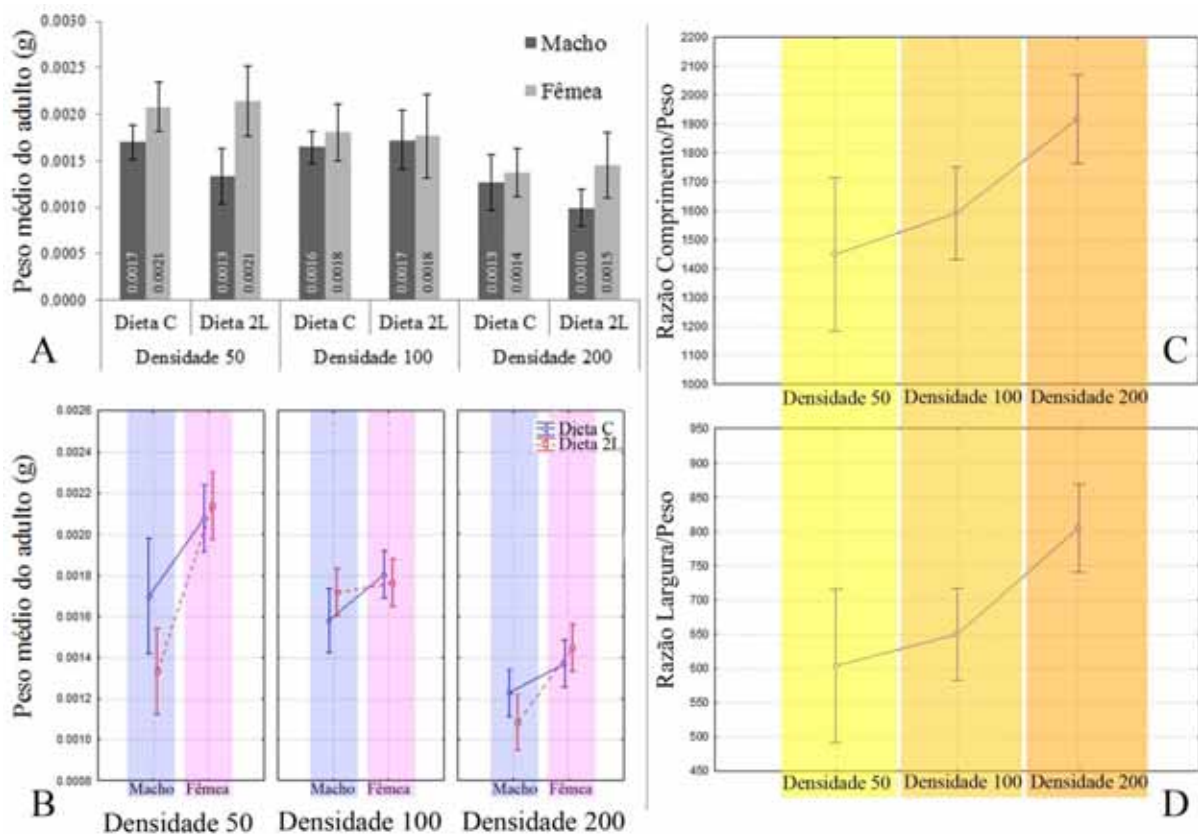 Peso médio do adulto (g)
0.0030
0.0025
0.0020
0.0015
0.0010
0.0005
0.0000
Macho
Fêmea
0.0017
0.0021
0.0013
0.0021
0.0016
0.0018
0.0017
0.0018
0.0013
0.0014
0.0010
0.0015
Dieta C
Dieta 2L
Dieta C
Dieta 2L
Dieta C
Dieta 2L
Densidade 50
Densidade 100
Densidade 200
A
Peso médio do adulto (g)
0.0026
0.0024
0.0022
0.0020
0.0018
0.0016
0.0014
0.0012
0.0010
0.0008
Dieta C
Dieta 2L
Macho
Fêmea
Macho
Fêmea
Macho
Fêmea
Densidade 50
Densidade 100
Densidade 200
B
Razão Comprimento/Peso
2200
2100
2000
1900
1800
1700
1600
1500
1400
1300
1200
1100
1000
Densidade 50
Densidade 100
Densidade 200
C
Razão Largura/Peso
950
900
850
800
750
700
650
600
550
500
450
Densidade 50
Densidade 100
Densidade 200
D